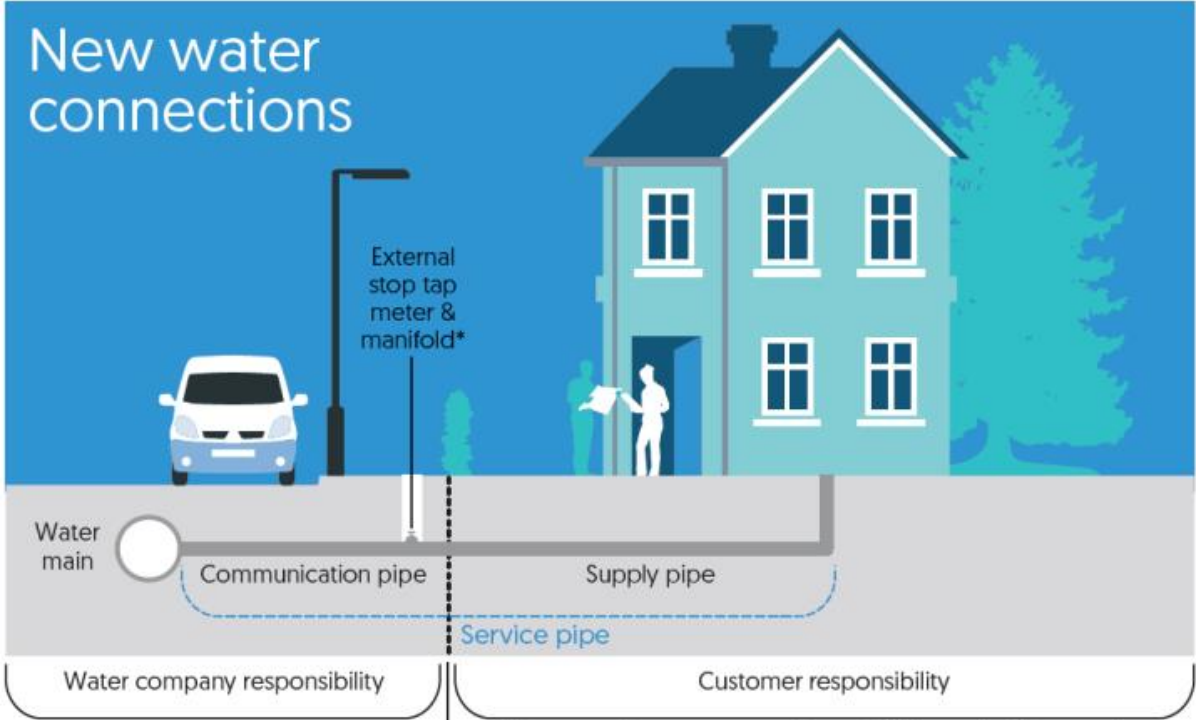 New water
connections
External
stop tap
meter &
manifold*
Water
main
Communication pipe
Supply pipe
Service pipe
Water company responsibility
Customer responsibility